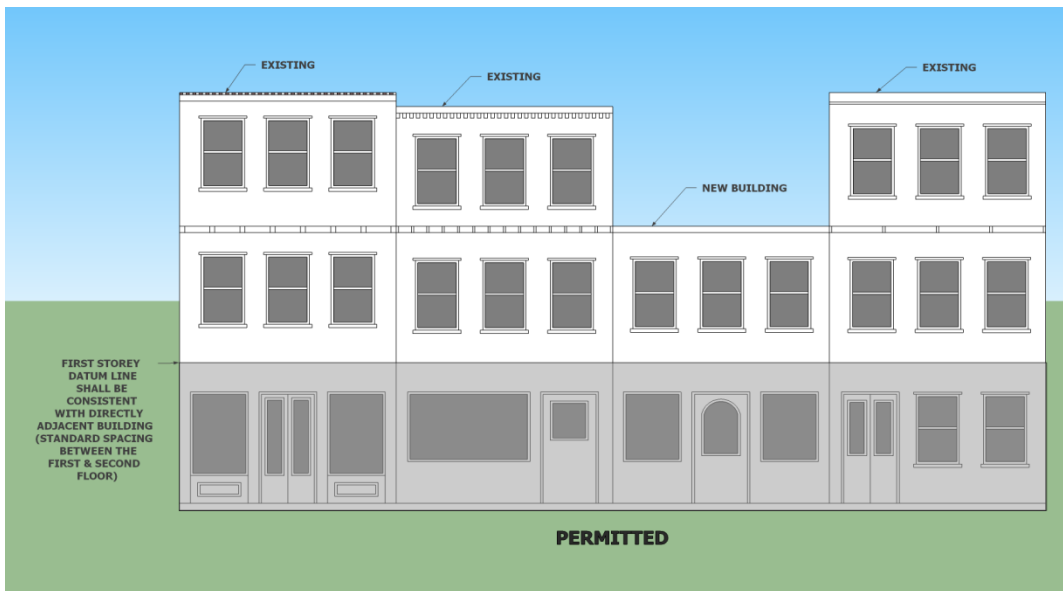 EXISTING
EXISTING
EXISTING
NEW BUILDING
FIRST STOREY
DATUM LINE
SHALL BE
CONSISTENT
WITH DIRECTLY
ADJACENT BUILDING
(STANDARD SPACING
BETWEEN THE
FIRST & SECOND
FLOOR)
PERMITTED